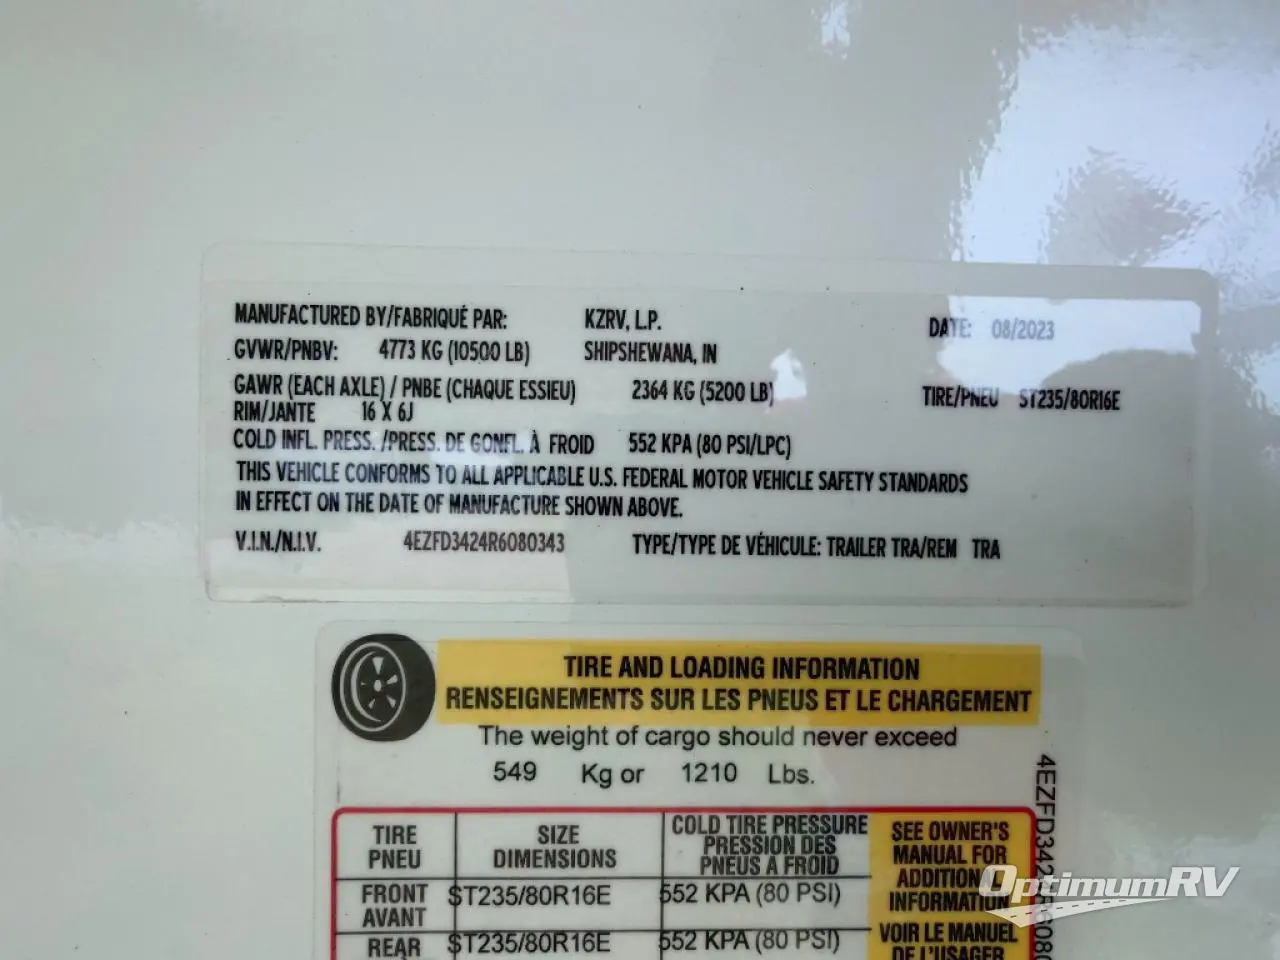 MANUFACTURED BY/FABRIQUÉ PAR: KZRV, L.P. DATE: 08/2023
GVWR/PNBV: 4773 KG (10500 LB) SHIPSHEWANA, IN
GAWR (EACH AXLE) / PNBE (CHAQUE ESSIEU) 2364 KG (5200 LB) TIRE/PNEU ST235/80R16E
RIM/JANTE 16 X 6J
COLD INFL. PRESS. /PRESS. DE GONFL. À FROID 552 KPA (80 PSI/LPC)
THIS VEHICLE CONFORMS TO ALL APPLICABLE U.S. FEDERAL MOTOR VEHICLE SAFETY STANDARDS
IN EFFECT ON THE DATE OF MANUFACTURE SHOWN ABOVE.
V.I.N./N.I.V. 4EZFD3424R6080343 TYPE/TYPE DE VÉHICULE: TRAILER TRA/REM TRA
TIRE AND LOADING INFORMATION
RENSEIGNEMENTS SUR LES PNEUS ET LE CHARGEMENT
The weight of cargo should never exceed
549 Kg or 1210 Lbs.
TIRE
PNEU
SIZE
DIMENSIONS
COLD TIRE PRESSURE
PRESSION DES
PNEUS A FROID
SEE OWNER'S
MANUAL FOR
ADDITIONAL
INFORMATION
VOIR LE MANUEL
DE L'USAGER
FRONT
AVANT
ST235/80R16E
552 KPA (80 PSI)
REAR
ST235/80R16E
552 KPA (80 PSI)
OptimumRV